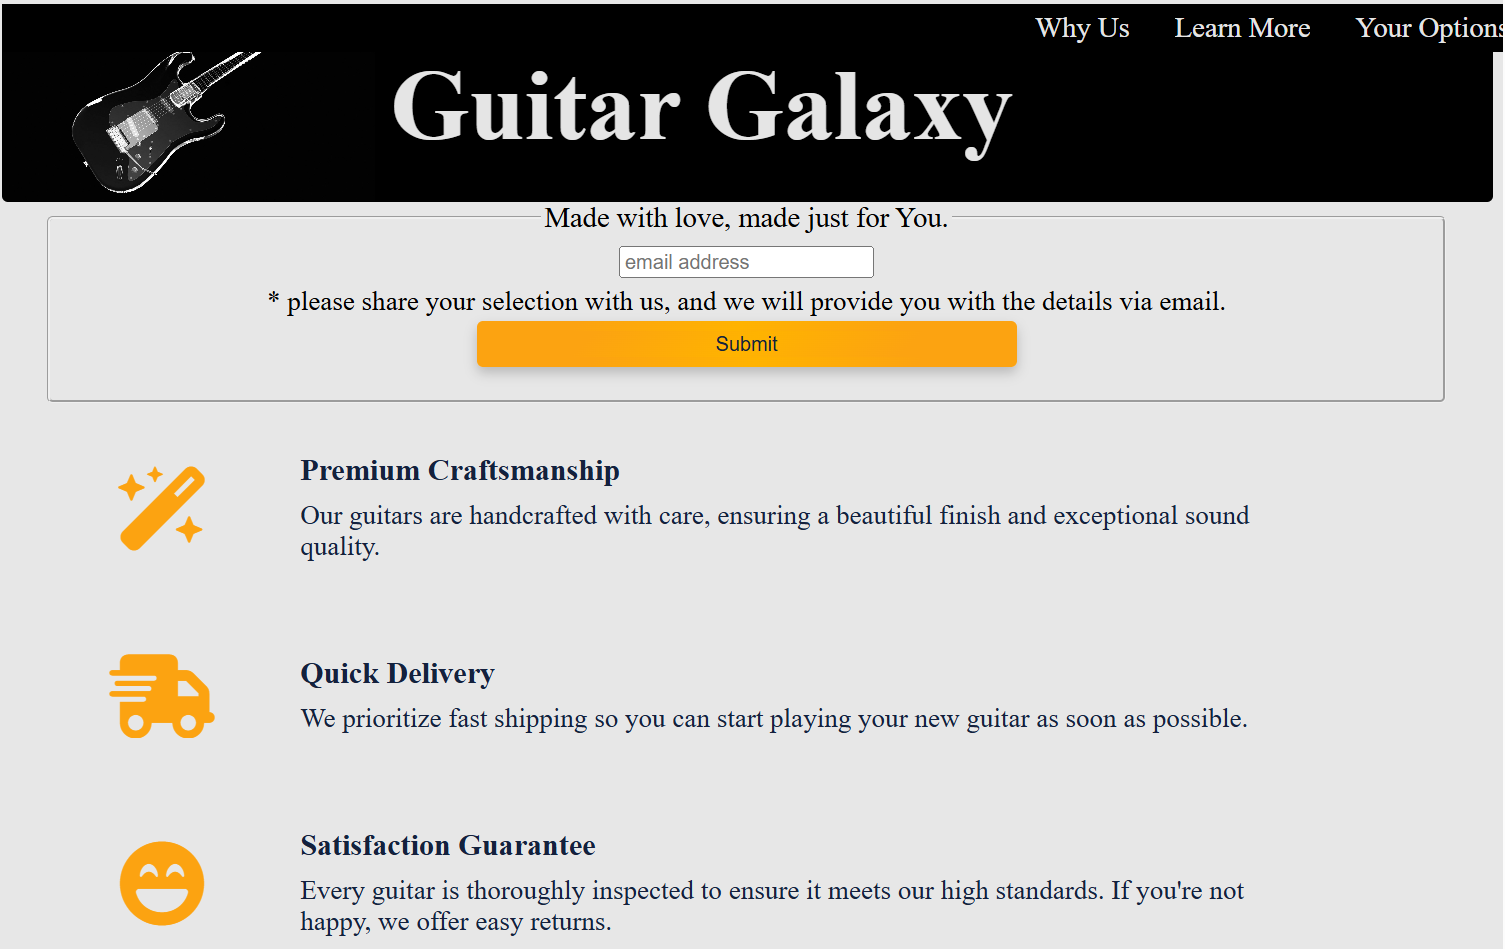 Why Us Learn More Your Options
Guitar Galaxy
Made with love, made just for You.
email address
* please share your selection with us, and we will provide you with the details via email.
Submit
Premium Craftsmanship
Our guitars are handcrafted with care, ensuring a beautiful finish and exceptional sound
quality.
Quick Delivery
We prioritize fast shipping so you can start playing your new guitar as soon as possible.
Satisfaction Guarantee
Every guitar is thoroughly inspected to ensure it meets our high standards. If you're not
happy, we offer easy returns.